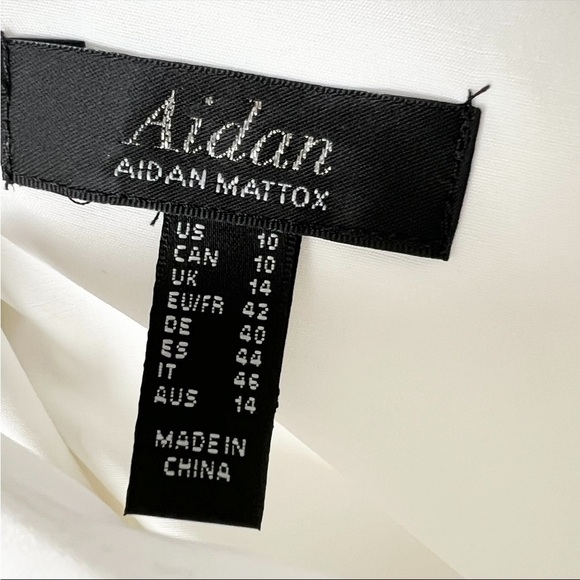 Aidan
AIDAN MATTOX
US 10
CAN 10
UK 14
EU/FR 42
DE 40
ES 44
IT 46
AUS 14
MADE IN
CHINA